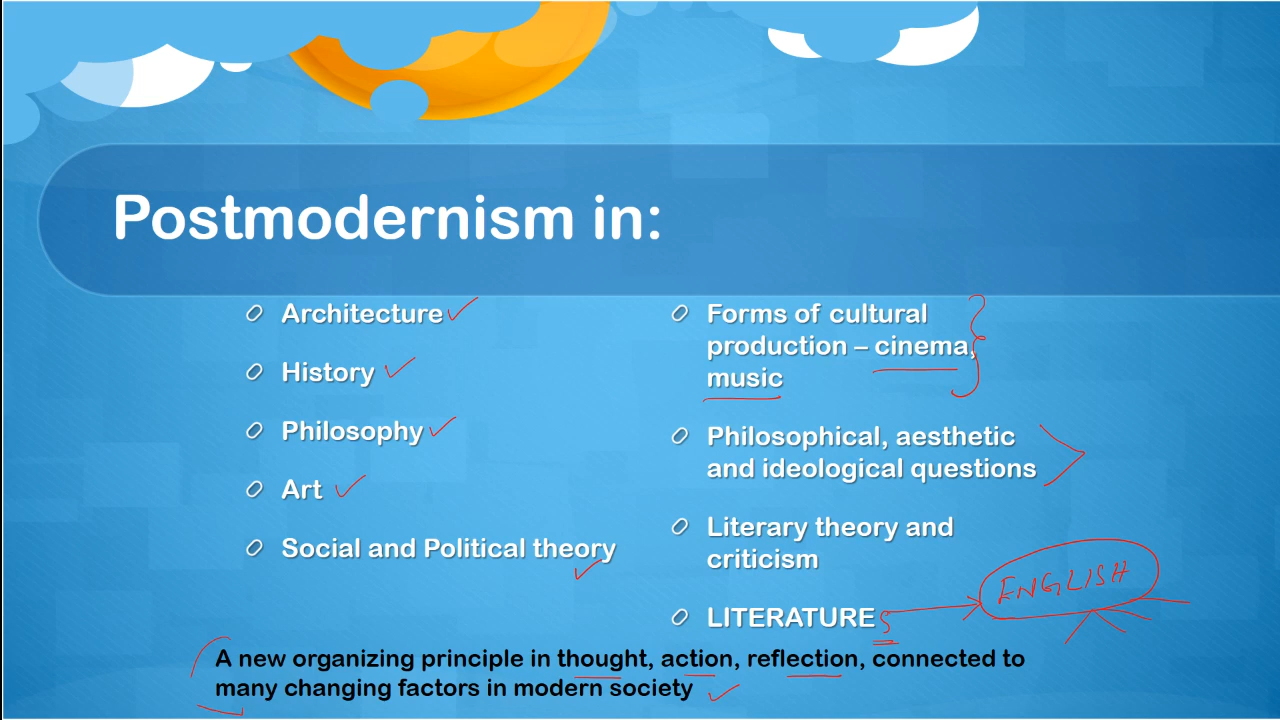 Postmodernism in:
Architecture
History
Philosophy
Art
Social and Political theory
Forms of cultural
production – cinema,
music
Philosophical, aesthetic
and ideological questions
Literary theory and
criticism
LITERATURE s
ENGLISH
A new organizing principle in thought, action, reflection, connected to
many changing factors in modern society